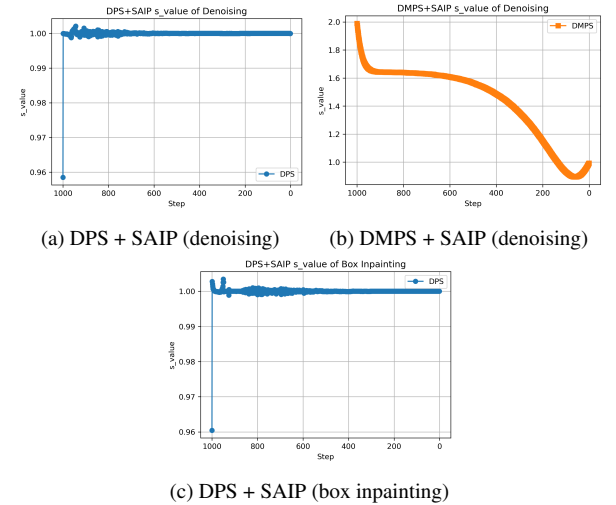 DPS+SAIP s_value of Denoising
1.00
0.99
0.98
0.97
0.96
s_value
1000
800
600
400
200
0
Step
DPS
(a) DPS + SAIP (denoising)
DMPS+SAIP s_value of Denoising
2.0
1.8
1.6
1.4
1.2
1.0
s_value
1000
800
600
400
200
0
Step
DMPS
(b) DMPS + SAIP (denoising)
DPS+SAIP s_value of Box Inpainting
1.00
0.99
0.98
0.97
0.96
s_value
1000
800
600
400
200
0
Step
DPS
(c) DPS + SAIP (box inpainting)